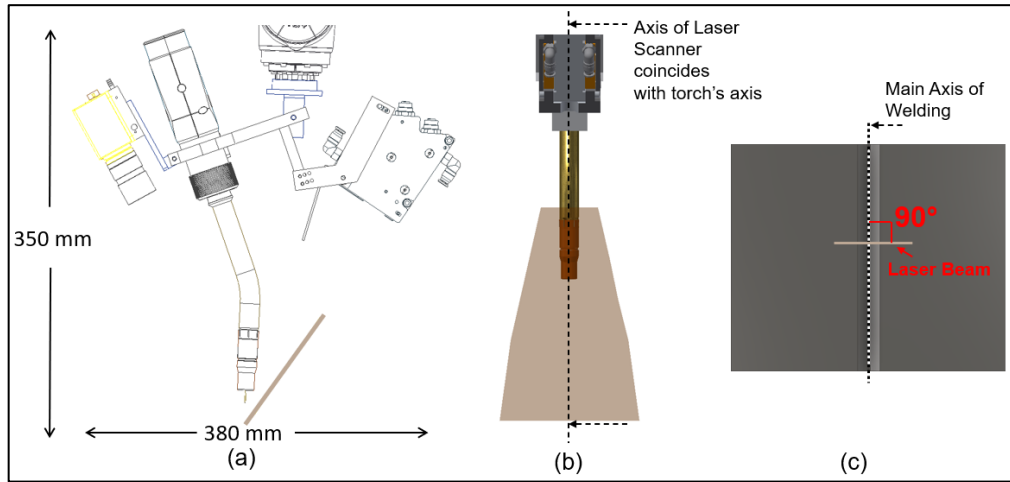 350 mm
380 mm
(a)
Axis of Laser
Scanner
coincides
with torch's axis
(b)
Main Axis of
Welding
90°
Laser Beam
(c)